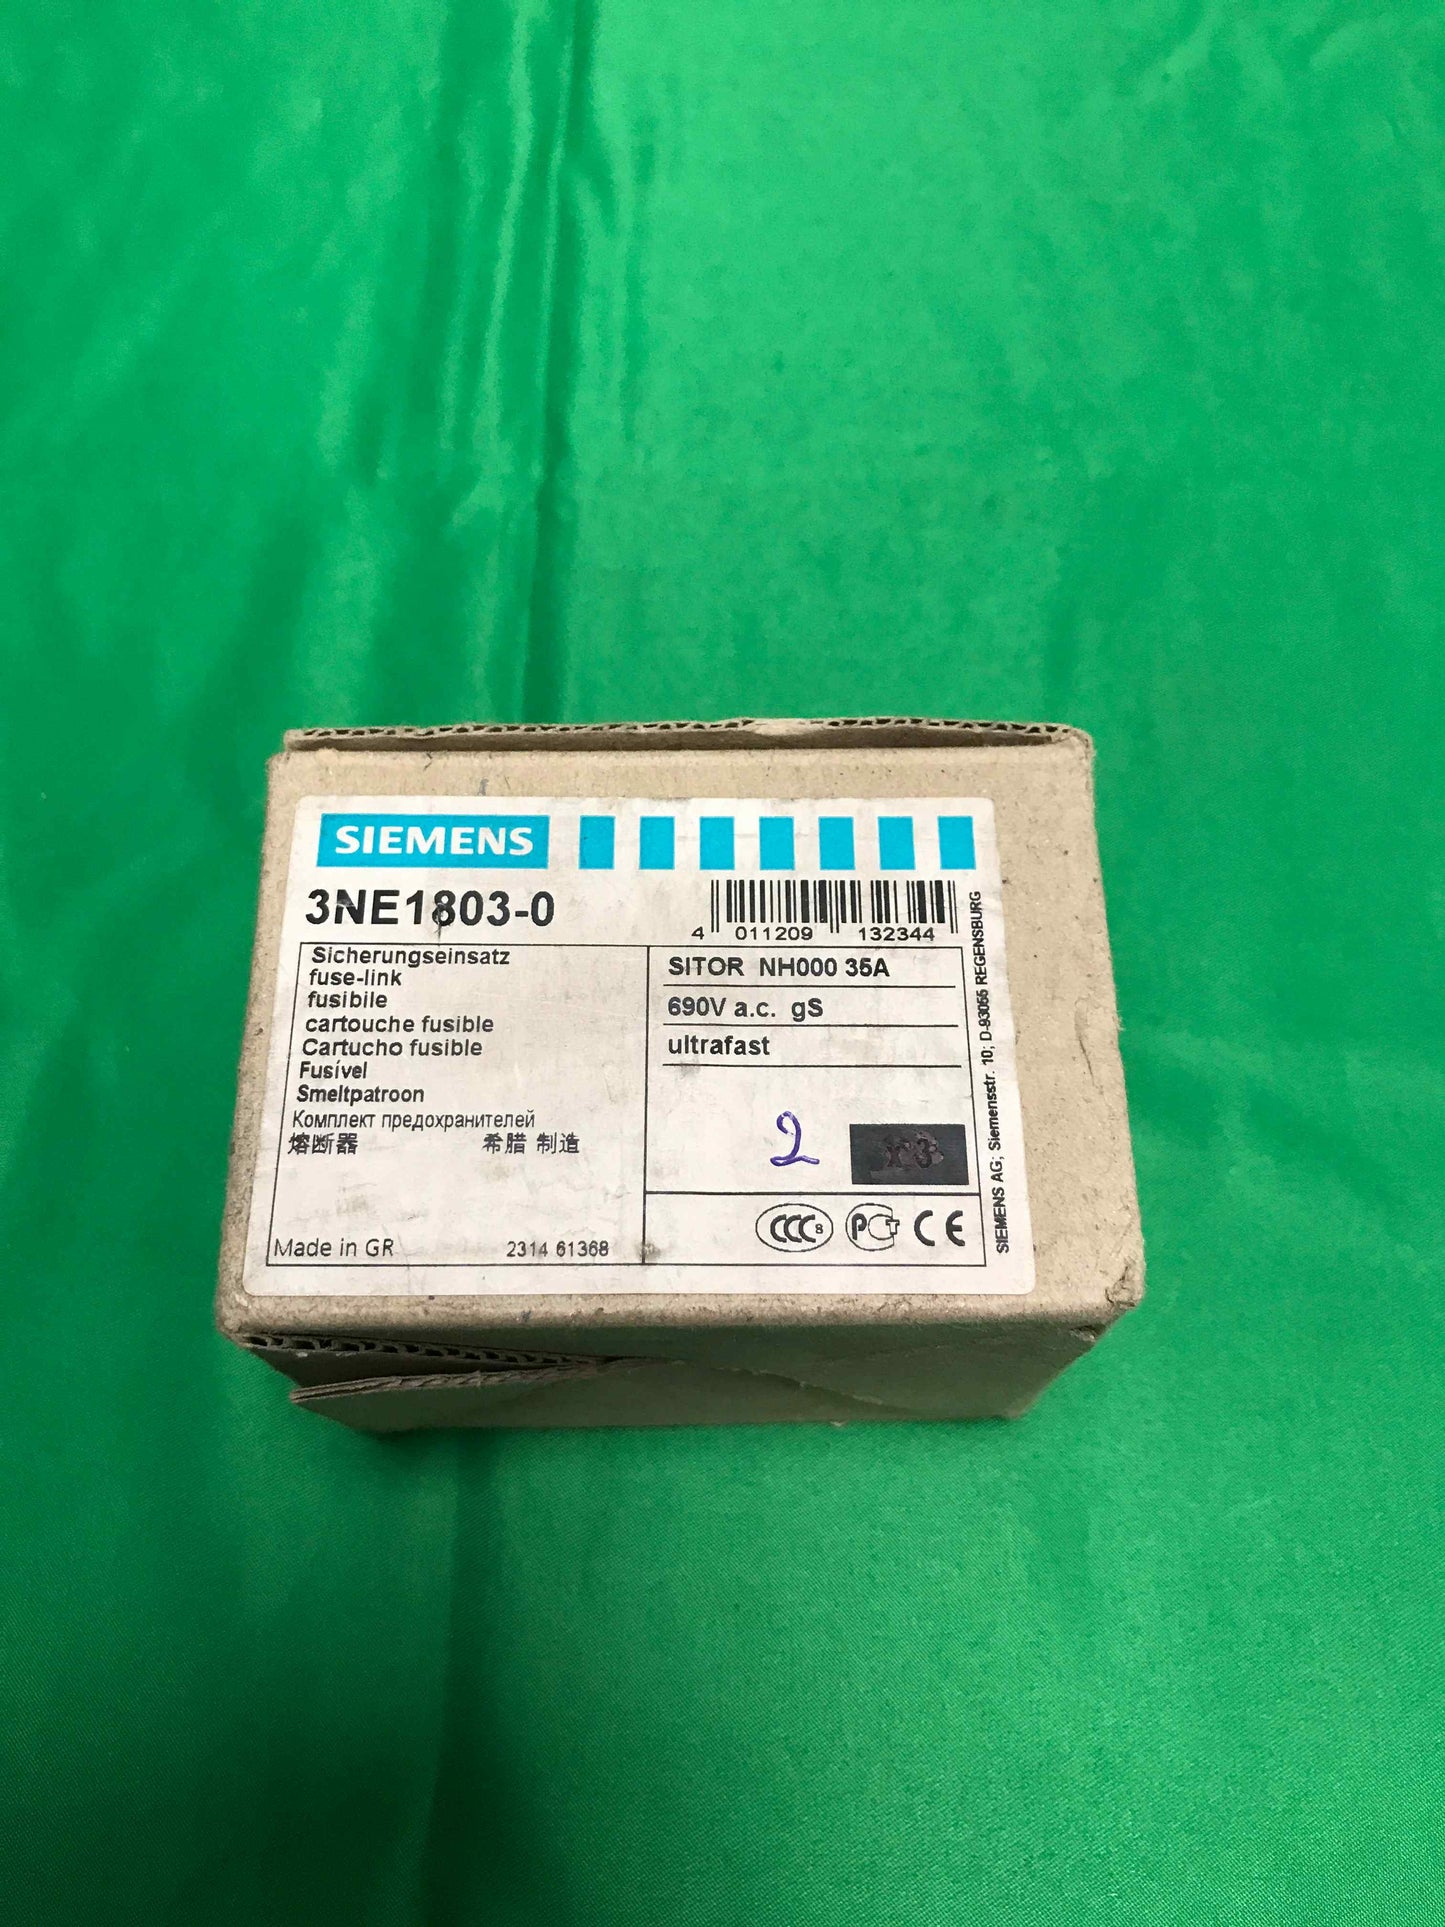 SIEMENS
3NE1803-0
4 011209 132344
Sicherungseinsatz
fuse-link
fusibile
cartouche fusible
Cartucho fusible
Fusível
Smeltpatroon
Комплект предохранителей
熔断器 希腊 制造
Made in GR 2314 61368
SITOR NH000 35A
690V a.c. gS
ultrafast
2
CCC 8 PCT CE
SIEMENS AG; Siemensstr. 10; D-93055 REGENSBURG